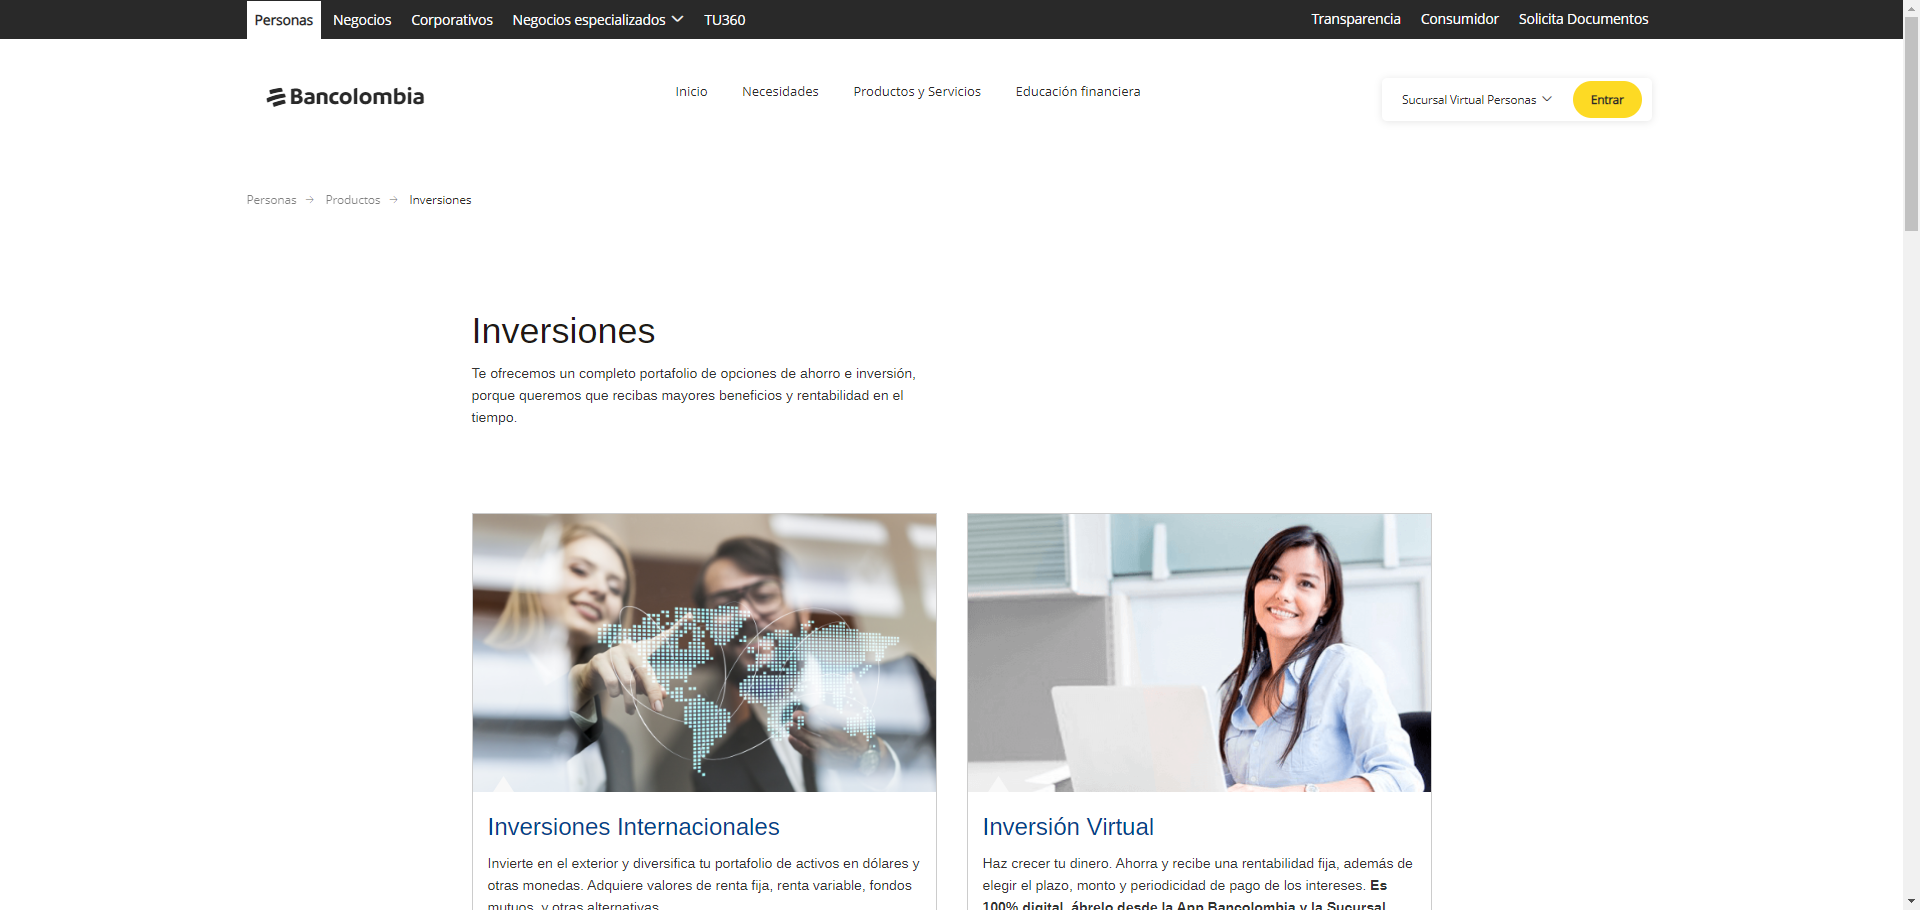 Personas Negocios Corporativos Negocios especializados TU360 Transparencia Consumidor Solicita Documentos
Bancolombia Inicio Necesidades Productos y Servicios Educación financiera Sucursal Virtual Personas Entrar
Personas → Productos → Inversiones
Inversiones
Te ofrecemos un completo portafolio de opciones de ahorro e inversión,
porque queremos que recibas mayores beneficios y rentabilidad en el
tiempo.
Inversiones Internacionales
Invierte en el exterior y diversifica tu portafolio de activos en dólares y
otras monedas. Adquiere valores de renta fija, renta variable, fondos
mutuos, y otras alternativas.
Inversión Virtual
Haz crecer tu dinero. Ahorra y recibe una rentabilidad fija, además de
elegir el plazo, monto y periodicidad de pago de los intereses. Es
100% digital, ábrelo desde la App Bancolombia y la Sucursal